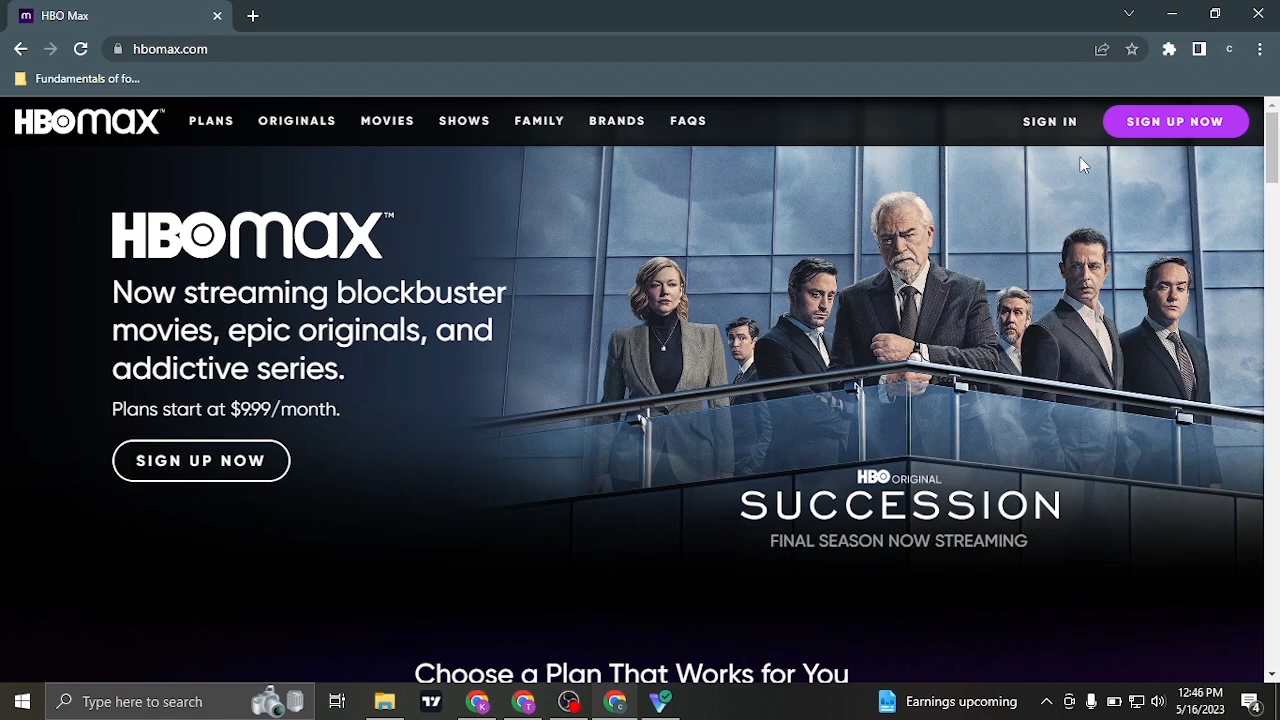 HBO Max
hbomax.com
C
Fundamentals of fo...
HBOmax™
PLANS
ORIGINALS
MOVIES
SHOWS
FAMILY
BRANDS
FAQS
SIGN IN
SIGN UP NOW
HBOmax™
Now streaming blockbuster
movies, epic originals, and
addictive series.
Plans start at $9.99/month.
SIGN UP NOW
HBO ORIGINAL
SUCCESSION
FINAL SEASON NOW STREAMING
Choose a Plan That Works for You
Type here to search
K
T
Earnings upcoming
12:46 PM
5/16/2023
4